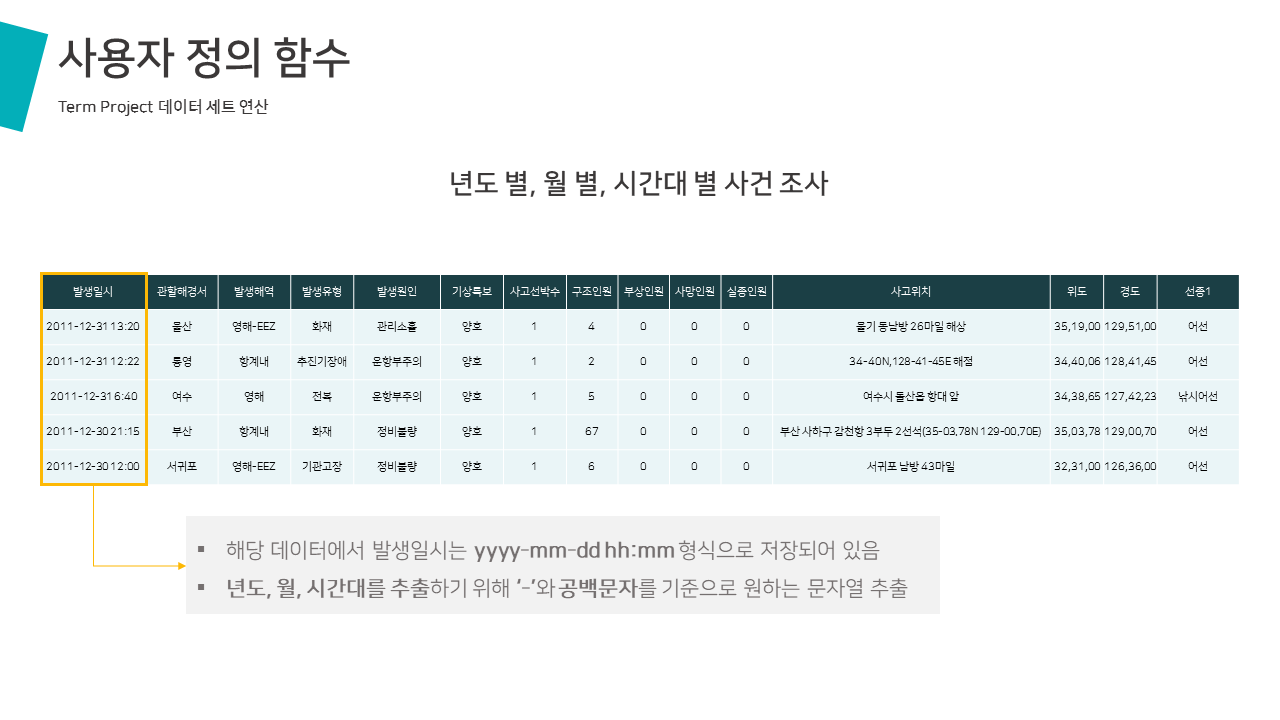 사용자 정의 함수
Term Project 데이터 세트 연산
년도 별, 월 별, 시간대 별 사건 조사
발생일시 관할해경서 발생해역 발생유형 발생원인 기상특보 사고선박수 구조인원 부상인원 사망인원 실종인원 사고위치 위도 경도 선종1
2011-12-31 13:20 울산 영해-EEZ 화재 관리소홀 양호 1 4 0 0 0 울기 동남방 26마일 해상 35,19,00 129,51,00 어선
2011-12-31 12:22 통영 항계내 추진기장애 운항부주의 양호 1 2 0 0 0 34-40N,128-41-45E 해점 34,40,06 128,41,45 어선
2011-12-31 6:40 여수 영해 전복 운항부주의 양호 1 5 0 0 0 여수시 돌산읍 항대 앞 34,38,65 127,42,23 낚시어선
2011-12-30 21:15 부산 항계내 화재 정비불량 양호 1 67 0 0 0 부산 사하구 감천항 3부두 2선석(35-03,78N 129-00,70E) 35,03,78 129,00,70 어선
2011-12-30 12:00 서귀포 영해-EEZ 기관고장 정비불량 양호 1 6 0 0 0 서귀포 남방 43마일 32,31,00 126,36,00 어선
▪ 해당 데이터에서 발생일시는 yyyy-mm-dd hh:mm 형식으로 저장되어 있음
▪ 년도, 월, 시간대를 추출하기 위해 '-'와 공백문자를 기준으로 원하는 문자열 추출